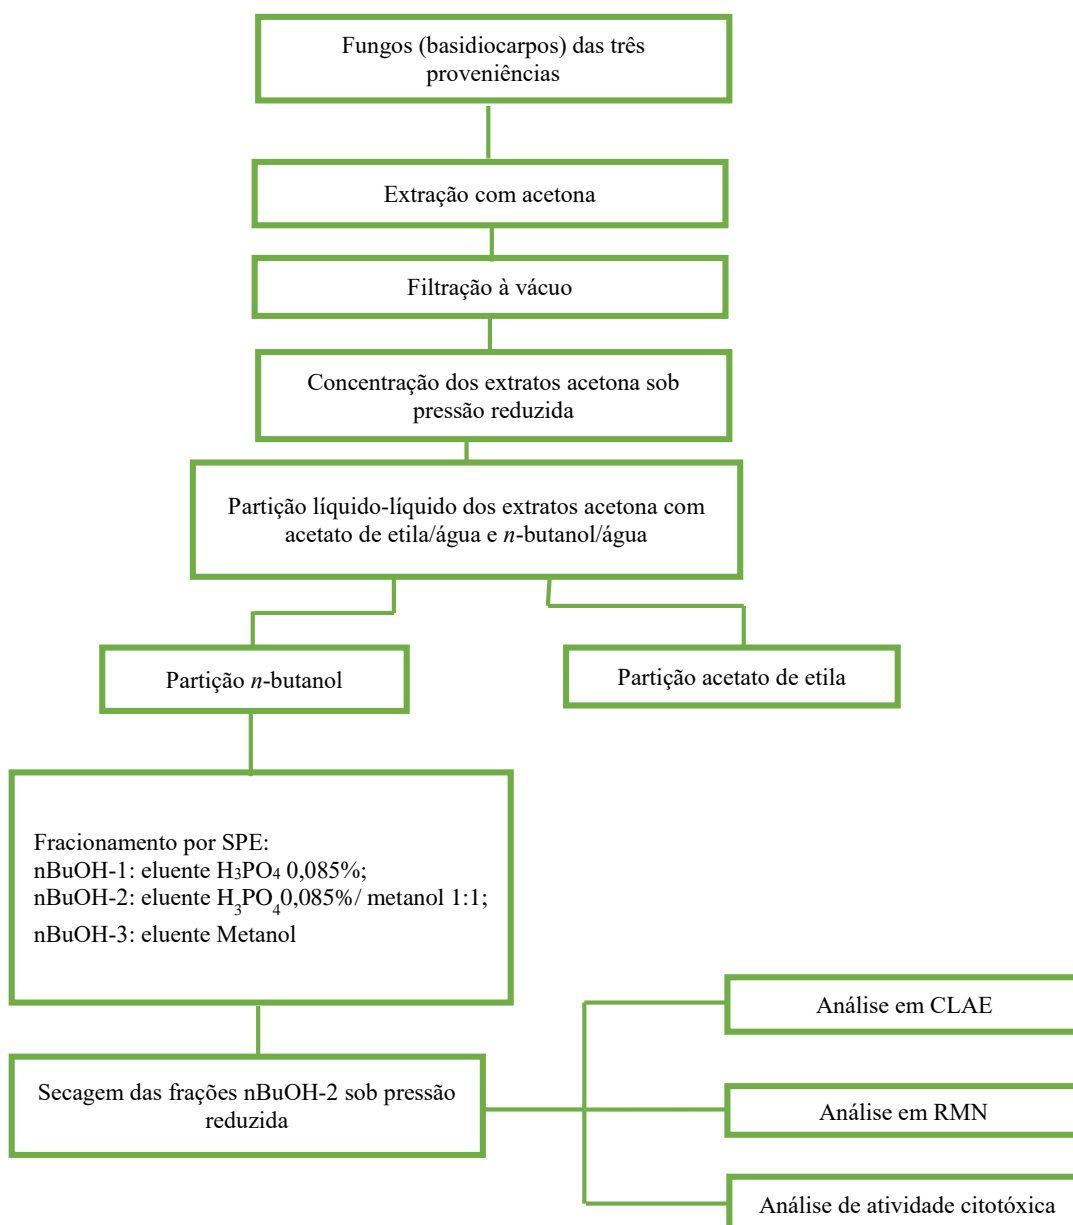 Fungos (basidiocarpos) das três
proveniências
Extração com acetona
Filtração à vácuo
Concentração dos extratos acetona sob
pressão reduzida
Partição líquido-líquido dos extratos acetona com
acetato de etila/água e n-butanol/água
Partição n-butanol
Partição acetato de etila
Fracionamento por SPE:
nBuOH-1: eluente H₃PO₄ 0,085%;
nBuOH-2: eluente H₃PO₄0,085%/ metanol 1:1;
nBuOH-3: eluente Metanol
Secagem das frações nBuOH-2 sob pressão
reduzida
Análise em CLAE
Análise em RMN
Análise de atividade citotóxica